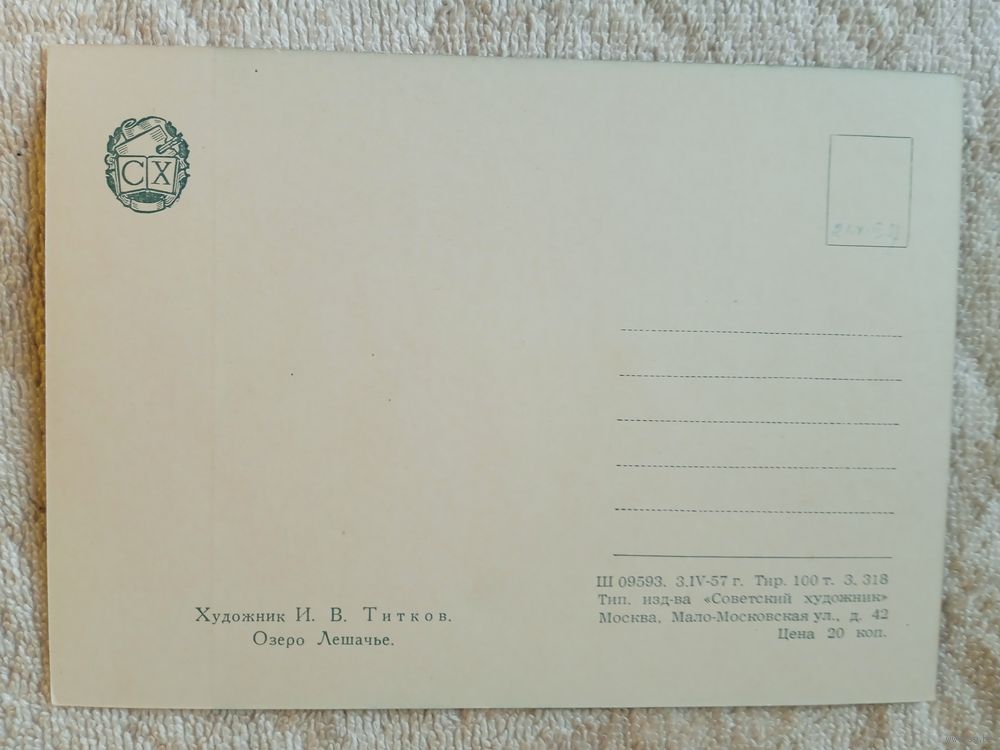 СХ
Художник И. В. Титков.
Озеро Лешачье.
Ш 09593. 3.IV-57 г. Тир. 100 т. З. 318
Тип. изд-ва «Советский художник»
Москва, Мало-Московская ул., д. 42
Цена 20 коп.